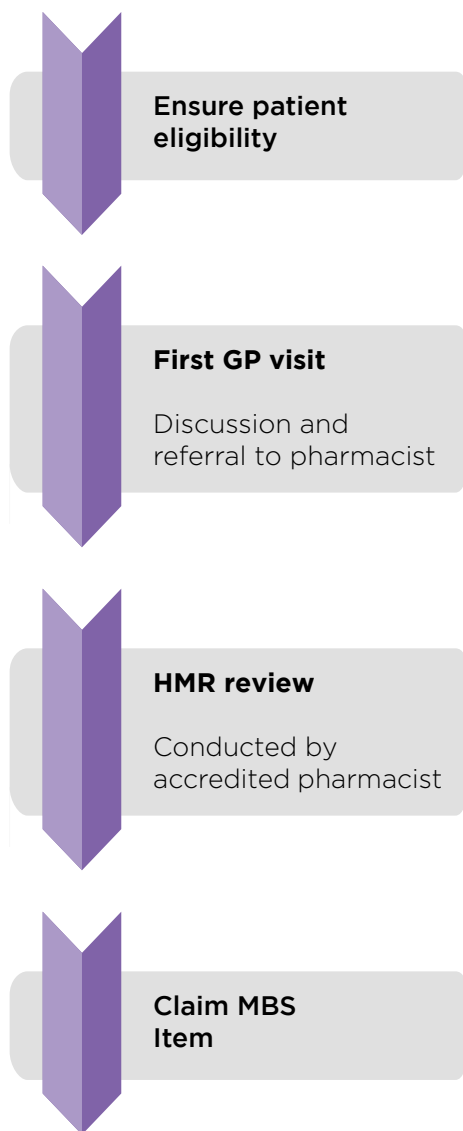 Ensure patient
eligibility
First GP visit
Discussion and
referral to pharmacist
HMR review
Conducted by
accredited pharmacist
Claim MBS
Item